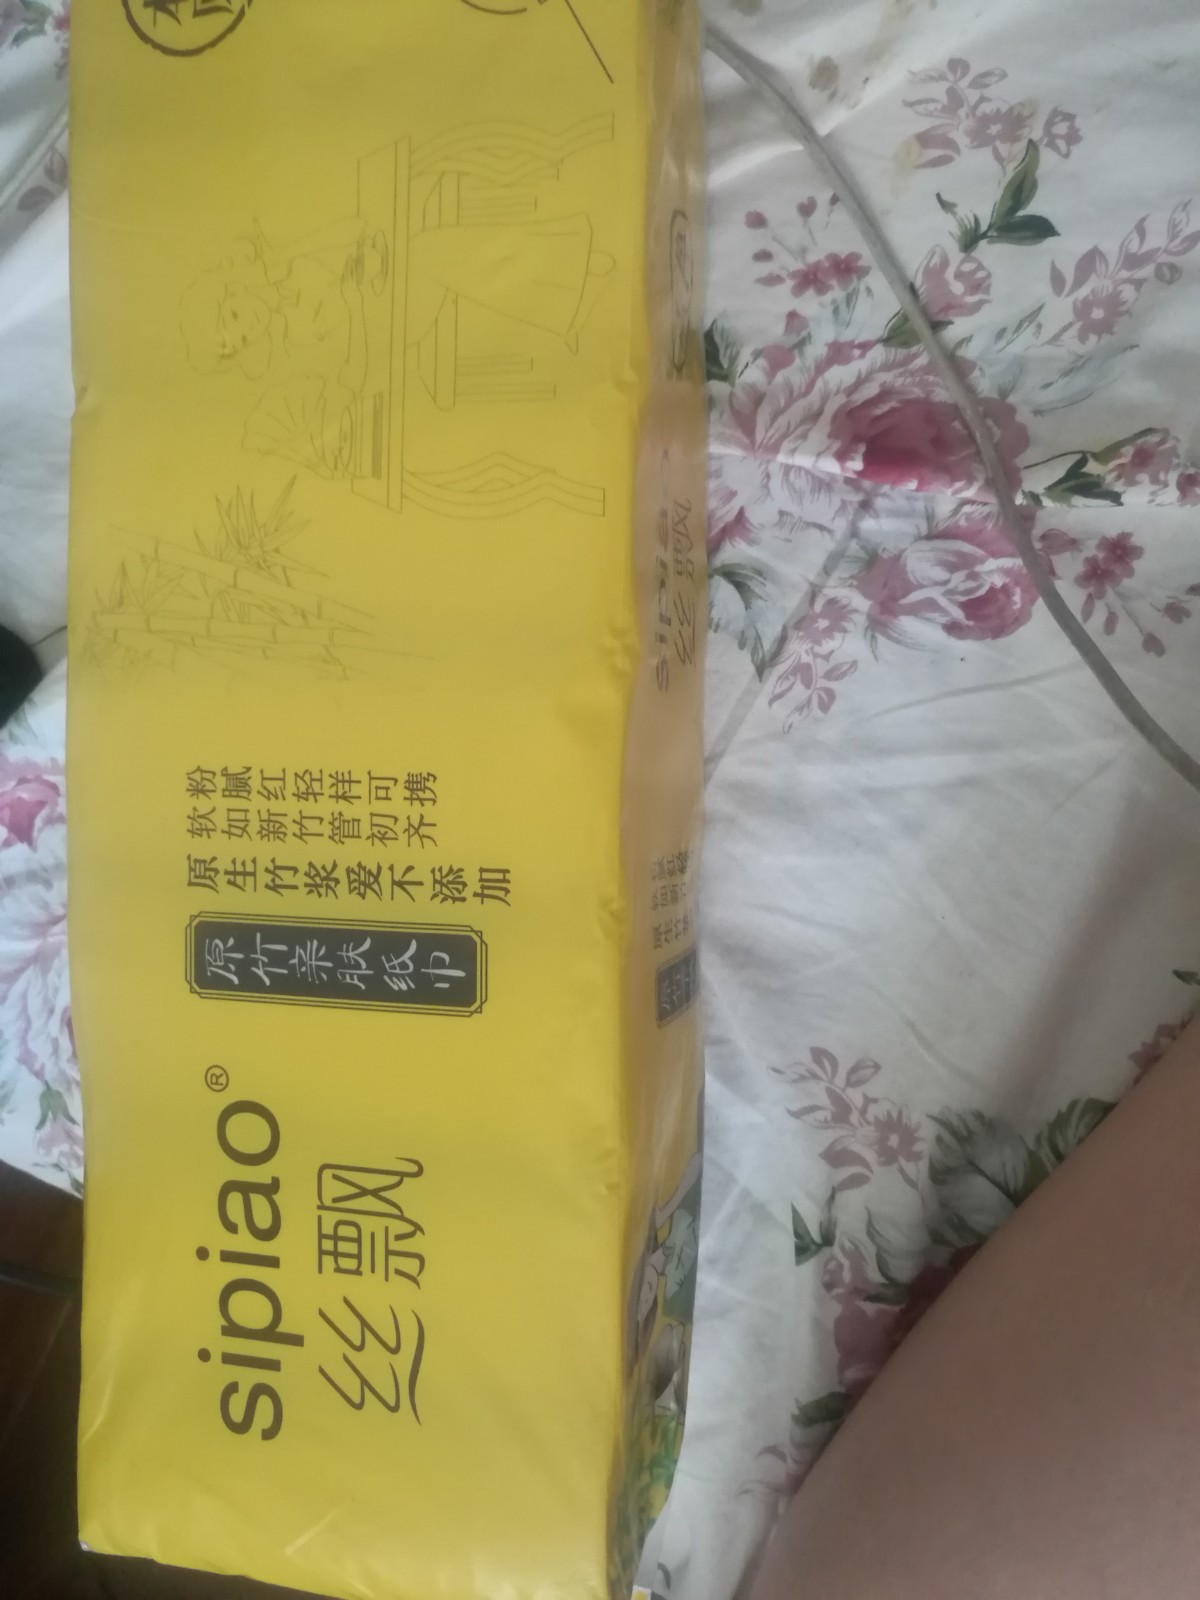 sipiao®
丝飘
原竹亲肤纸巾
原生竹浆爱不添加
软如新竹管初齐
粉腻红轻样可携
sipiao
丝飘